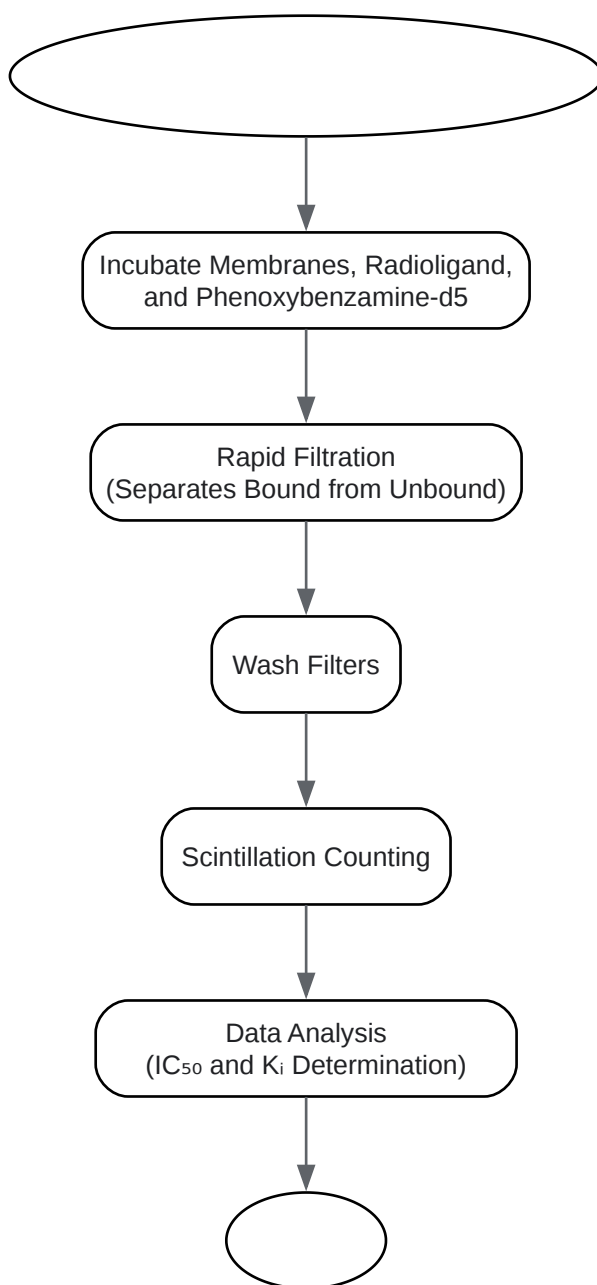 Incubate Membranes, Radioligand,
and Phenoxybenzamine-d5
Rapid Filtration
(Separates Bound from Unbound)
Wash Filters
Scintillation Counting
Data Analysis
(IC₅₀ and Kᵢ Determination)